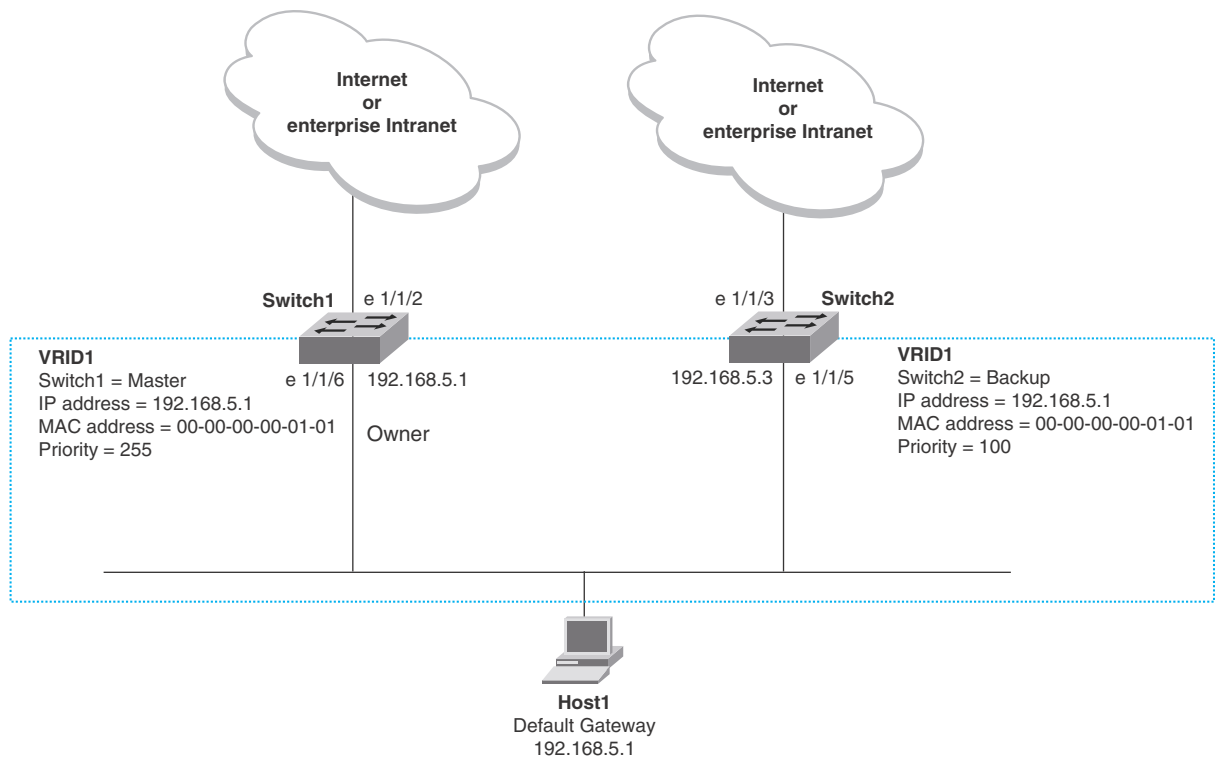 Internet
or
enterprise Intranet
Internet
or
enterprise Intranet
Switch1
e 1/1/2
e 1/1/3
Switch2
VRID1
Switch1 = Master
IP address = 192.168.5.1
MAC address = 00-00-00-00-01-01
Priority = 255
e 1/1/6
192.168.5.1
Owner
192.168.5.3
e 1/1/5
VRID1
Switch2 = Backup
IP address = 192.168.5.1
MAC address = 00-00-00-00-01-01
Priority = 100
Host1
Default Gateway
192.168.5.1